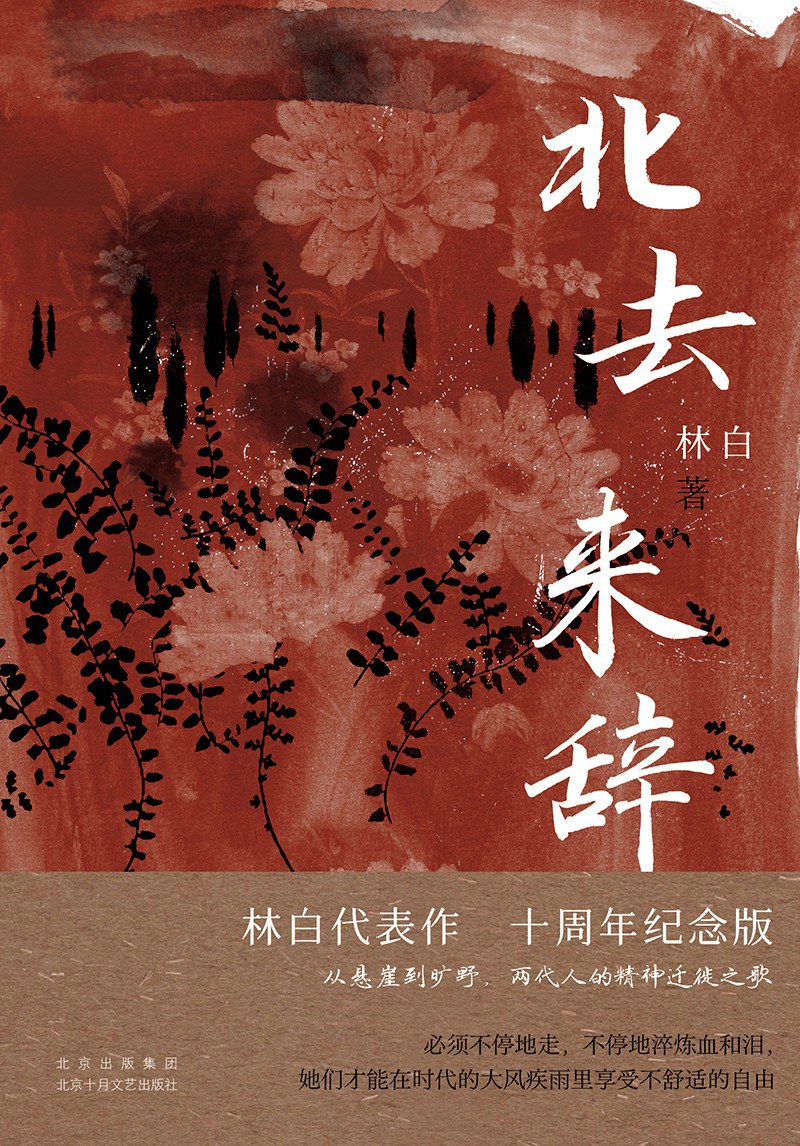 北去来辞
林白
著
林白代表作 十周年纪念版
从悬崖到旷野，两代人的精神迁徙之歌
必须不停地走，不停地淬炼血和泪，
她们才能在时代的大风疾雨里享受不舒适的自由
北京出版集团
北京十月文艺出版社